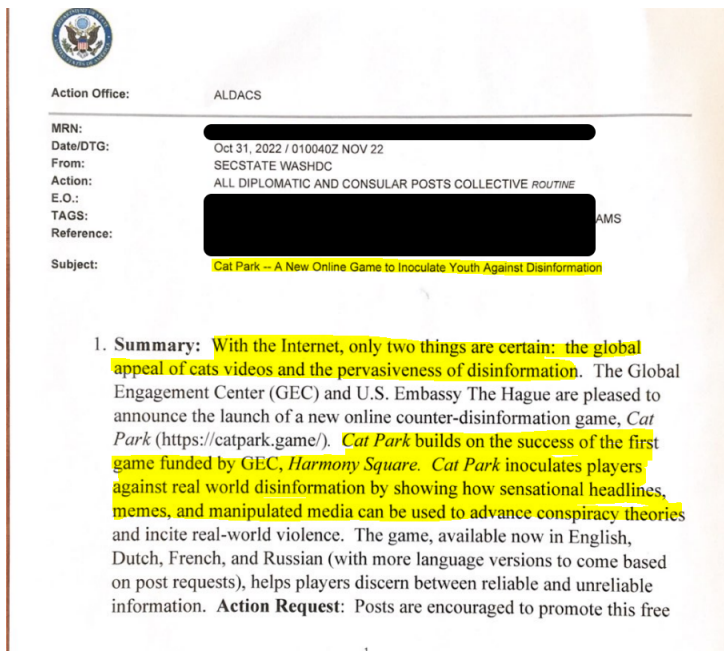 Action Office: ALDACS
MRN:
Date/DTG: Oct 31, 2022 / 010040Z NOV 22
From: SECSTATE WASHDC
Action: ALL DIPLOMATIC AND CONSULAR POSTS COLLECTIVE ROUTINE
E.O.:
TAGS: AMS
Reference:
Subject: Cat Park -- A New Online Game to Inoculate Youth Against Disinformation
1. Summary: With the Internet, only two things are certain: the global
appeal of cats videos and the pervasiveness of disinformation. The Global
Engagement Center (GEC) and U.S. Embassy The Hague are pleased to
announce the launch of a new online counter-disinformation game, Cat
Park (https://catpark.game/). Cat Park builds on the success of the first
game funded by GEC, Harmony Square. Cat Park inoculates players
against real world disinformation by showing how sensational headlines,
memes, and manipulated media can be used to advance conspiracy theories
and incite real-world violence. The game, available now in English,
Dutch, French, and Russian (with more language versions to come based
on post requests), helps players discern between reliable and unreliable
information. Action Request: Posts are encouraged to promote this free